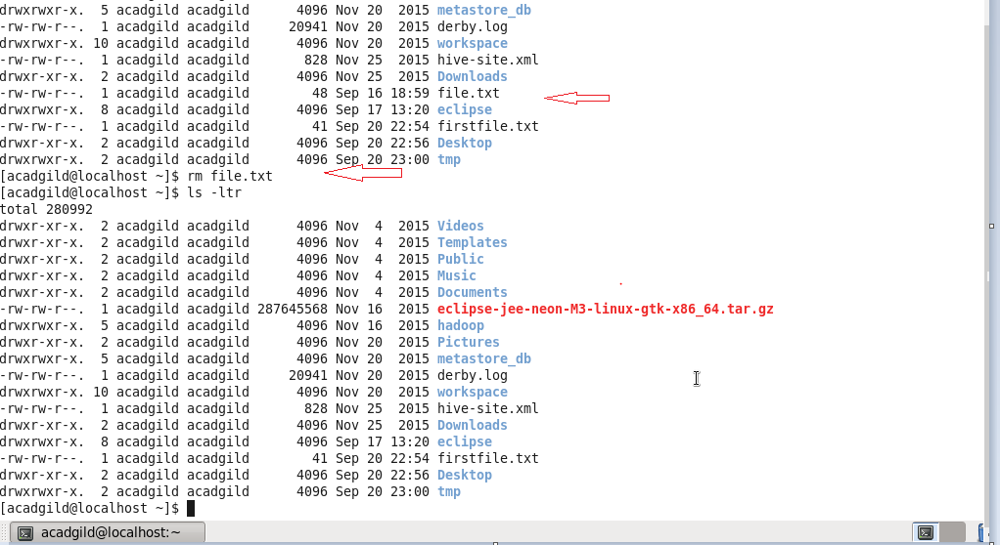 drwxrwxr-x.  5 acadgild acadgild      4096 Nov 20  2015 metastore_db
-rw-rw-r--.  1 acadgild acadgild     20941 Nov 20  2015 derby.log
drwxrwxr-x. 10 acadgild acadgild      4096 Nov 20  2015 workspace
-rw-rw-r--.  1 acadgild acadgild       828 Nov 25  2015 hive-site.xml
drwxr-xr-x.  2 acadgild acadgild      4096 Nov 25  2015 Downloads
-rw-rw-r--.  1 acadgild acadgild        48 Sep 16 18:59 file.txt
drwxrwxr-x.  8 acadgild acadgild      4096 Sep 17 13:20 eclipse
-rw-rw-r--.  1 acadgild acadgild        41 Sep 20 22:54 firstfile.txt
drwxr-xr-x.  2 acadgild acadgild      4096 Sep 20 22:56 Desktop
drwxrwxr-x.  2 acadgild acadgild      4096 Sep 20 23:00 tmp
[acadgild@localhost ~]$ rm file.txt
[acadgild@localhost ~]$ ls -ltr
total 280992
drwxr-xr-x.  2 acadgild acadgild      4096 Nov  4  2015 Videos
drwxr-xr-x.  2 acadgild acadgild      4096 Nov  4  2015 Templates
drwxr-xr-x.  2 acadgild acadgild      4096 Nov  4  2015 Public
drwxr-xr-x.  2 acadgild acadgild      4096 Nov  4  2015 Music
drwxr-xr-x.  2 acadgild acadgild      4096 Nov  4  2015 Documents
-rw-rw-r--.  1 acadgild acadgild 287645568 Nov 16  2015 eclipse-jee-neon-M3-linux-gtk-x86_64.tar.gz
drwxrwxr-x.  5 acadgild acadgild      4096 Nov 16  2015 hadoop
drwxr-xr-x.  2 acadgild acadgild      4096 Nov 20  2015 Pictures
drwxrwxr-x.  5 acadgild acadgild      4096 Nov 20  2015 metastore_db
-rw-rw-r--.  1 acadgild acadgild     20941 Nov 20  2015 derby.log
drwxrwxr-x. 10 acadgild acadgild      4096 Nov 20  2015 workspace
-rw-rw-r--.  1 acadgild acadgild       828 Nov 25  2015 hive-site.xml
drwxr-xr-x.  2 acadgild acadgild      4096 Nov 25  2015 Downloads
drwxrwxr-x.  8 acadgild acadgild      4096 Sep 17 13:20 eclipse
-rw-rw-r--.  1 acadgild acadgild        41 Sep 20 22:54 firstfile.txt
drwxr-xr-x.  2 acadgild acadgild      4096 Sep 20 22:56 Desktop
drwxrwxr-x.  2 acadgild acadgild      4096 Sep 20 23:00 tmp
[acadgild@localhost ~]$
acadgild@localhost:~